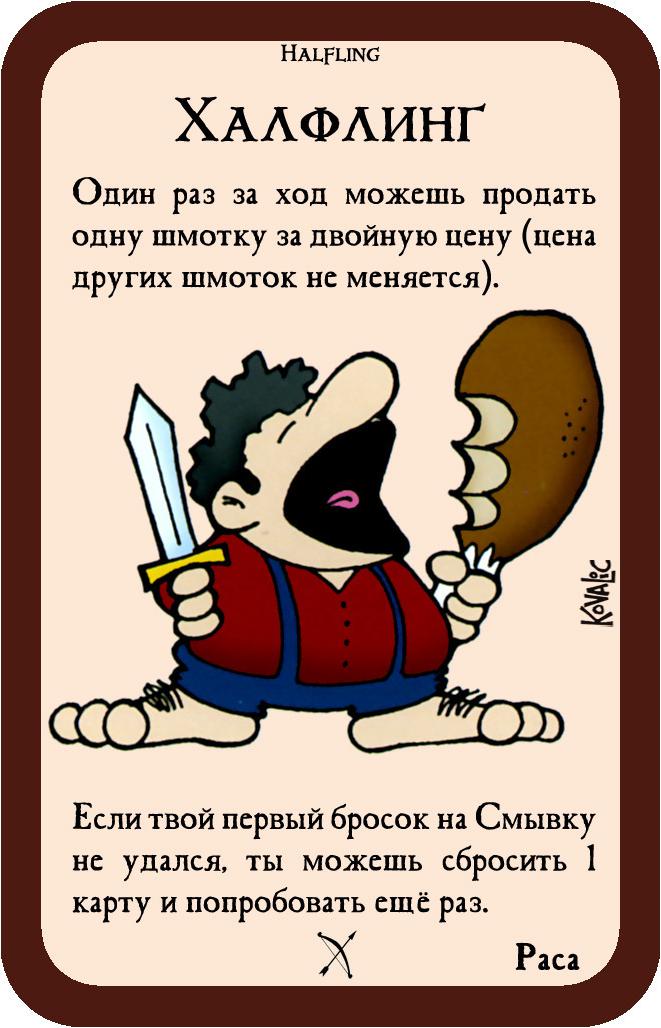 Halfling
Халфлинг
Один раз за ход можешь продать
одну шмотку за двойную цену (цена
других шмоток не меняется).
Kovalic
Если твой первый бросок на Смывку
не удался, ты можешь сбросить 1
карту и попробовать ещё раз.
Раса